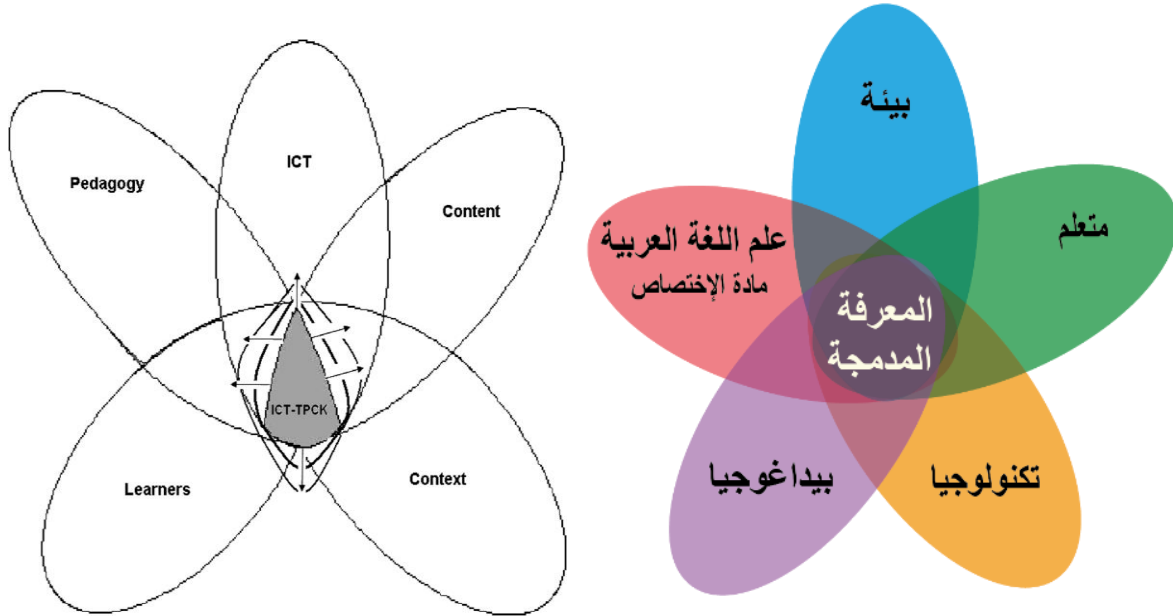 ICT
Pedagogy
Content
ICT-TPCK
Learners
Context
بيئة
متعلم
علم اللغة العربية
مادة الإختصاص
المعرفة
المدمجة
بيداغوجيا
تكنولوجيا